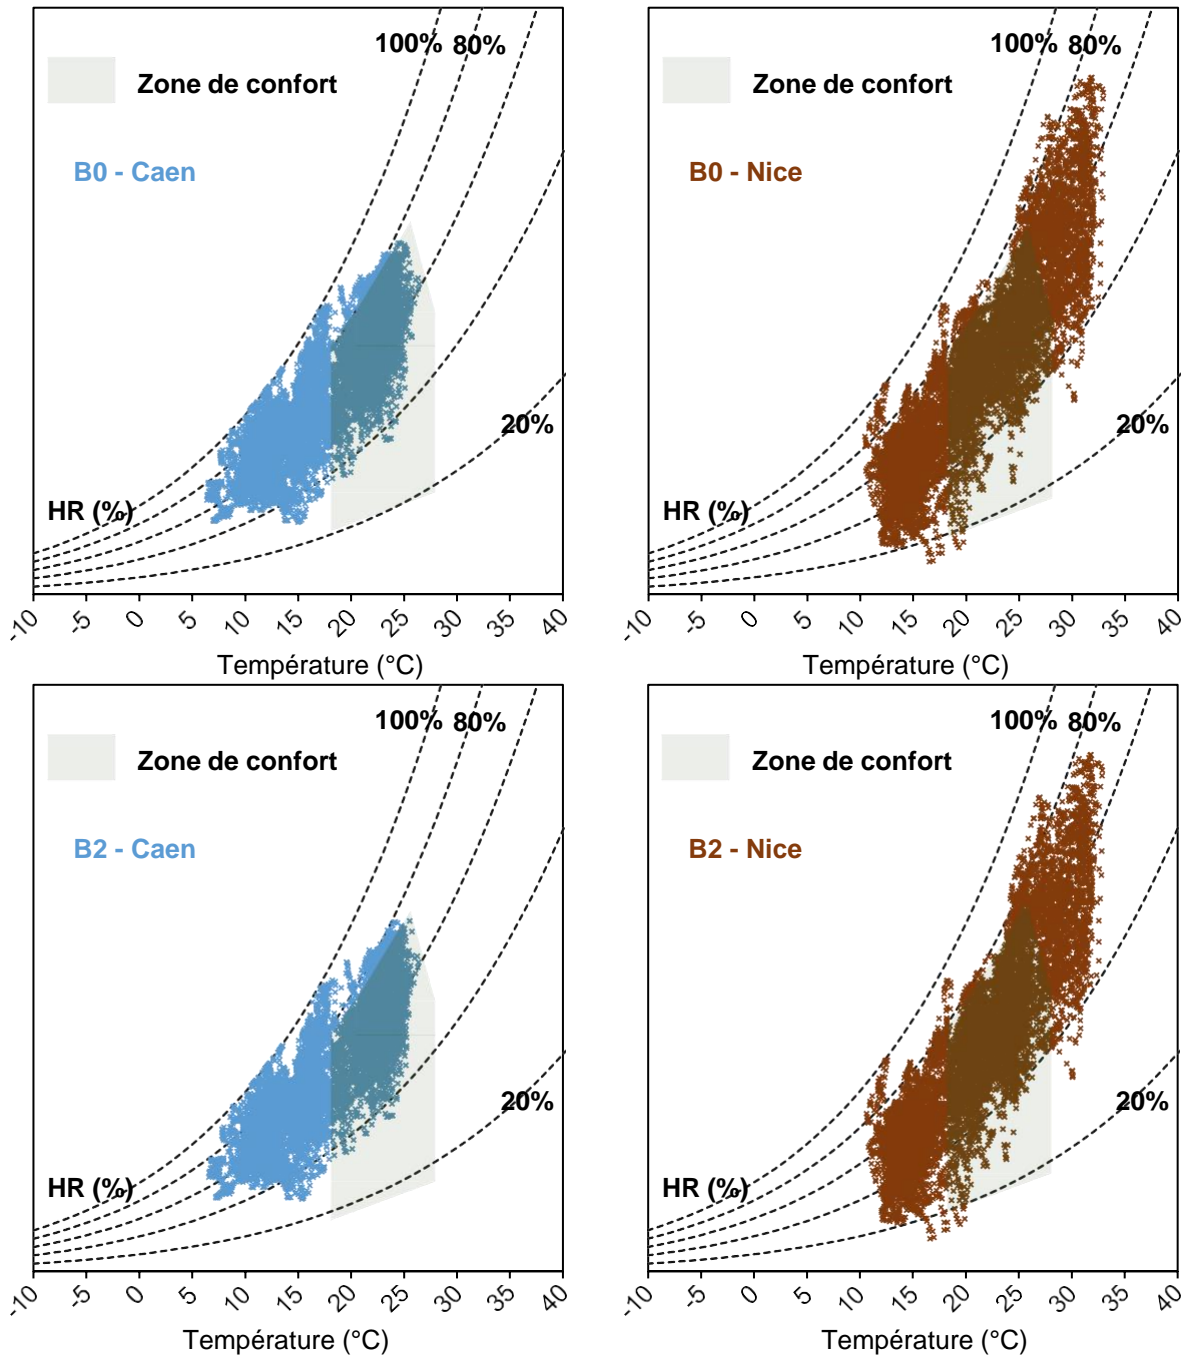 100% 80%
Zone de confort
B0 - Caen
20%
HR (%)
-10 -5 0 5 10 15 20 25 30 35 40
Température (°C)
100% 80%
Zone de confort
B0 - Nice
20%
HR (%)
-10 -5 0 5 10 15 20 25 30 35 40
Température (°C)
100% 80%
Zone de confort
B2 - Caen
20%
HR (%)
-10 -5 0 5 10 15 20 25 30 35 40
Température (°C)
100% 80%
Zone de confort
B2 - Nice
20%
HR (%)
-10 -5 0 5 10 15 20 25 30 35 40
Température (°C)